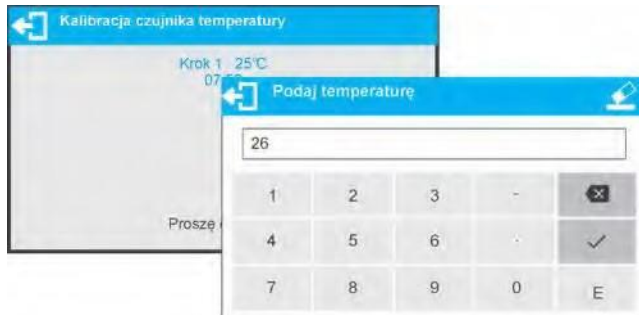 Kalibracja czujnika temperatury
Krok 1 25°C
07
Proszę
Podaj temperaturę
26
1 2 3 -
4 5 6 .
7 8 9 0 E